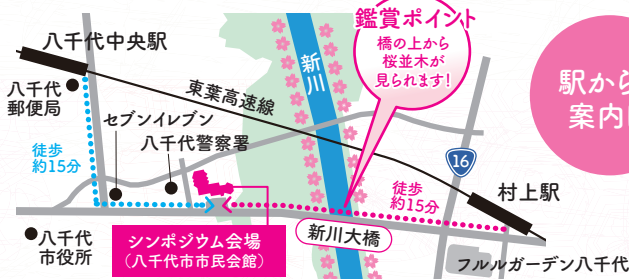 鑑賞ポイント
橋の上から
桜並木が
見られます!
八千代中央駅
新川
駅から
案内
八千代
郵便局
東葉高速線
セブンイレブン
八千代警察署
徒歩
約15分
16
徒歩
約15分
村上駅
新川大橋
シンポジウム会場
(八千代市市民会館)
八千代
市役所
フルルガーデン八千代